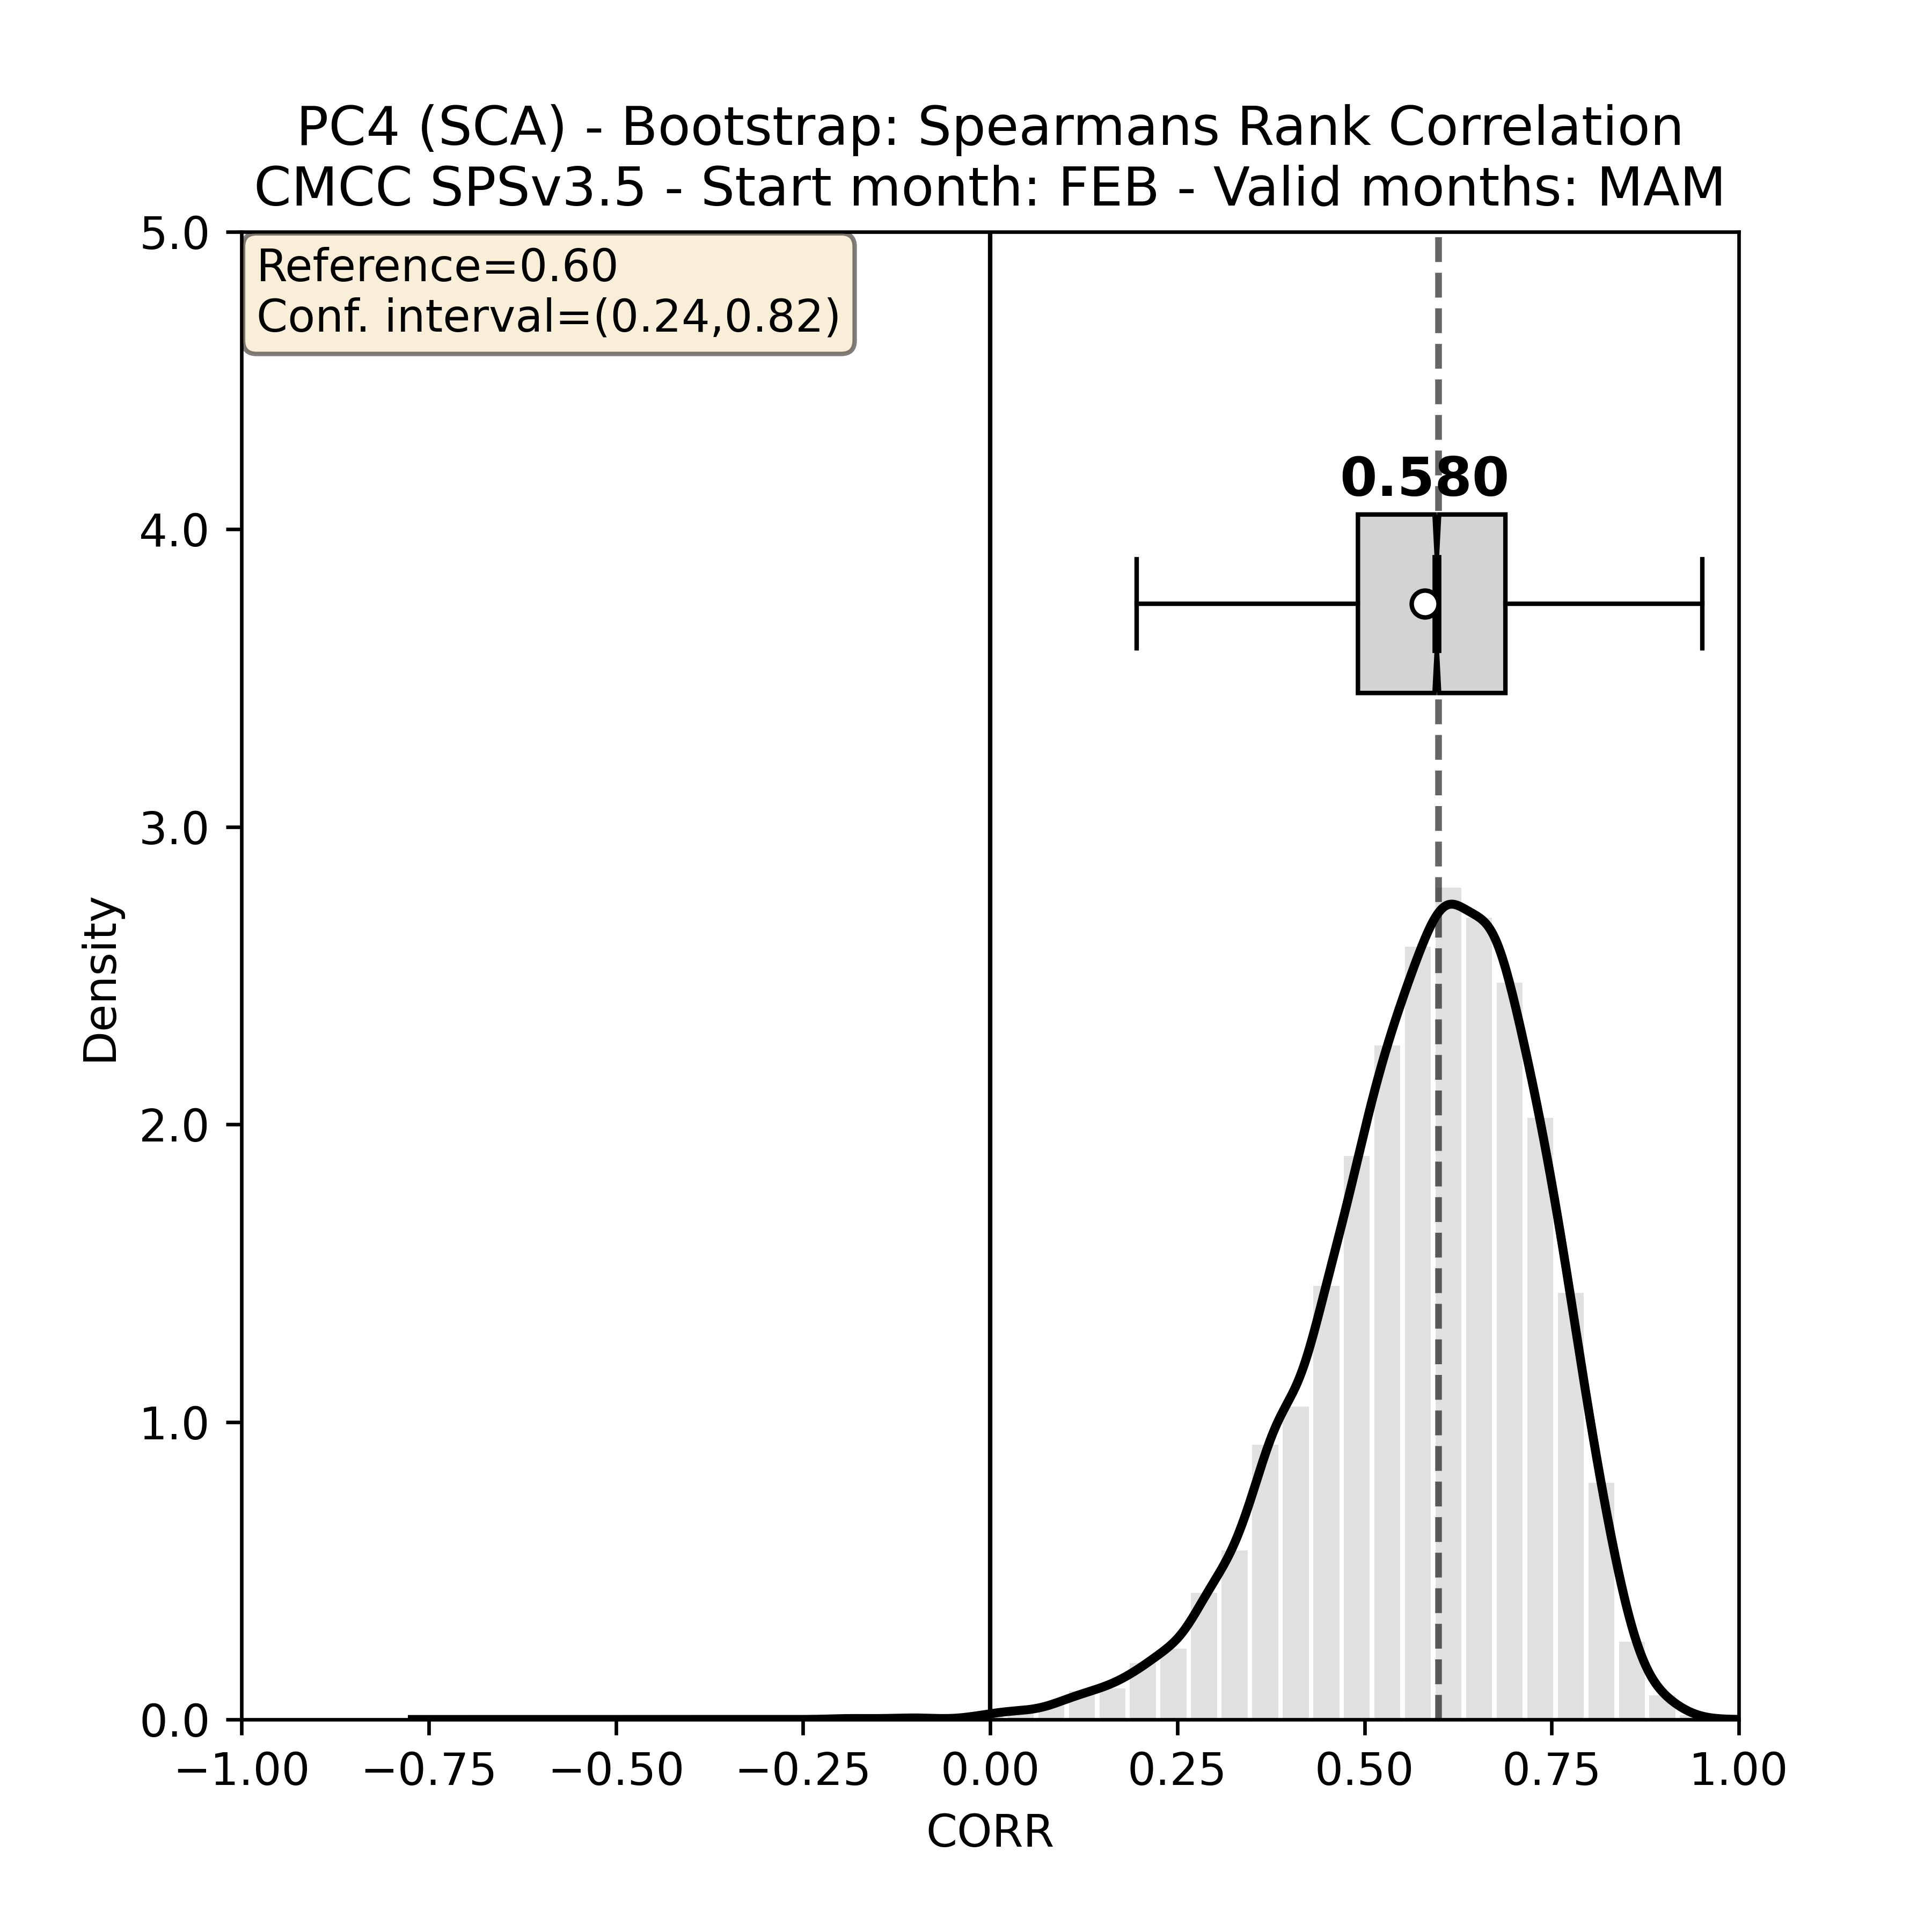 PC4 (SCA) - Bootstrap: Spearmans Rank Correlation
CMCC SPSv3.5 - Start month: FEB - Valid months: MAM
Reference=0.60
Conf. interval=(0.24,0.82)
0.580
5.0
4.0
3.0
2.0
1.0
0.0
Density
−1.00 −0.75 −0.50 −0.25 0.00 0.25 0.50 0.75 1.00
CORR